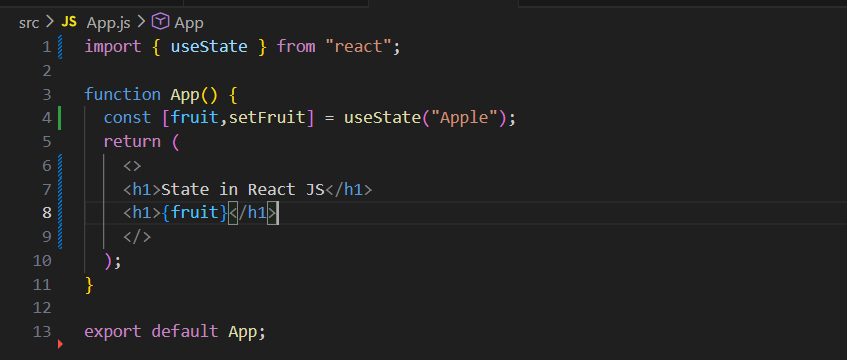 src > JS App.js > App
1 import { useState } from "react";
2
3 function App() {
4 const [fruit,setFruit] = useState("Apple");
5 return (
6 <>
7 <h1>State in React JS</h1>
8 <h1>{fruit}</h1>
9 </>
10 );
11 }
12
13 export default App;